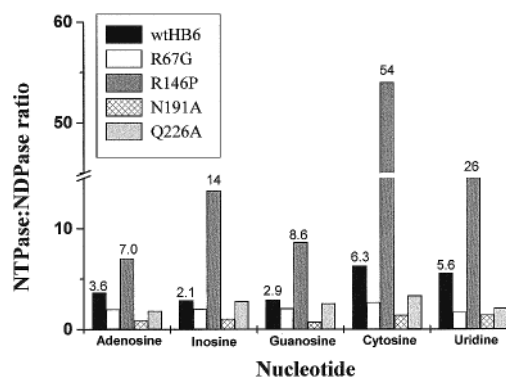 NTPase:NDPase ratio
60
50
10
0
wtHB6
R67G
R146P
N191A
Q226A
3.6
7.0
2.1
14
2.9
8.6
6.3
54
5.6
26
Adenosine
Inosine
Guanosine
Cytosine
Uridine
Nucleotide